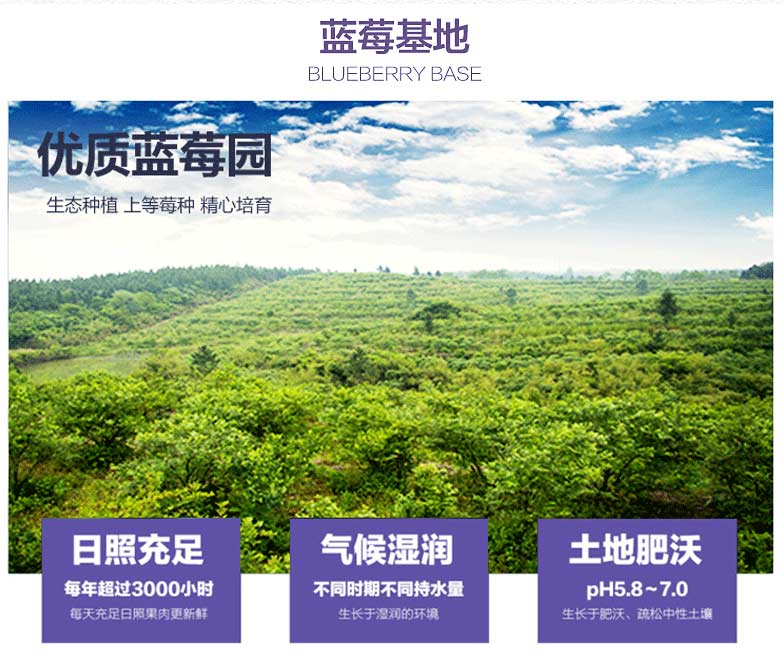 蓝莓基地
BLUEBERRY BASE
优质蓝莓园
生态种植 上等莓种 精心培育
日照充足
每年超过3000小时
每天充足日照果肉更新鲜
气候湿润
不同时期不同持水量
生长于湿润的环境
土地肥沃
pH5.8~7.0
生长于肥沃、疏松中性土壤